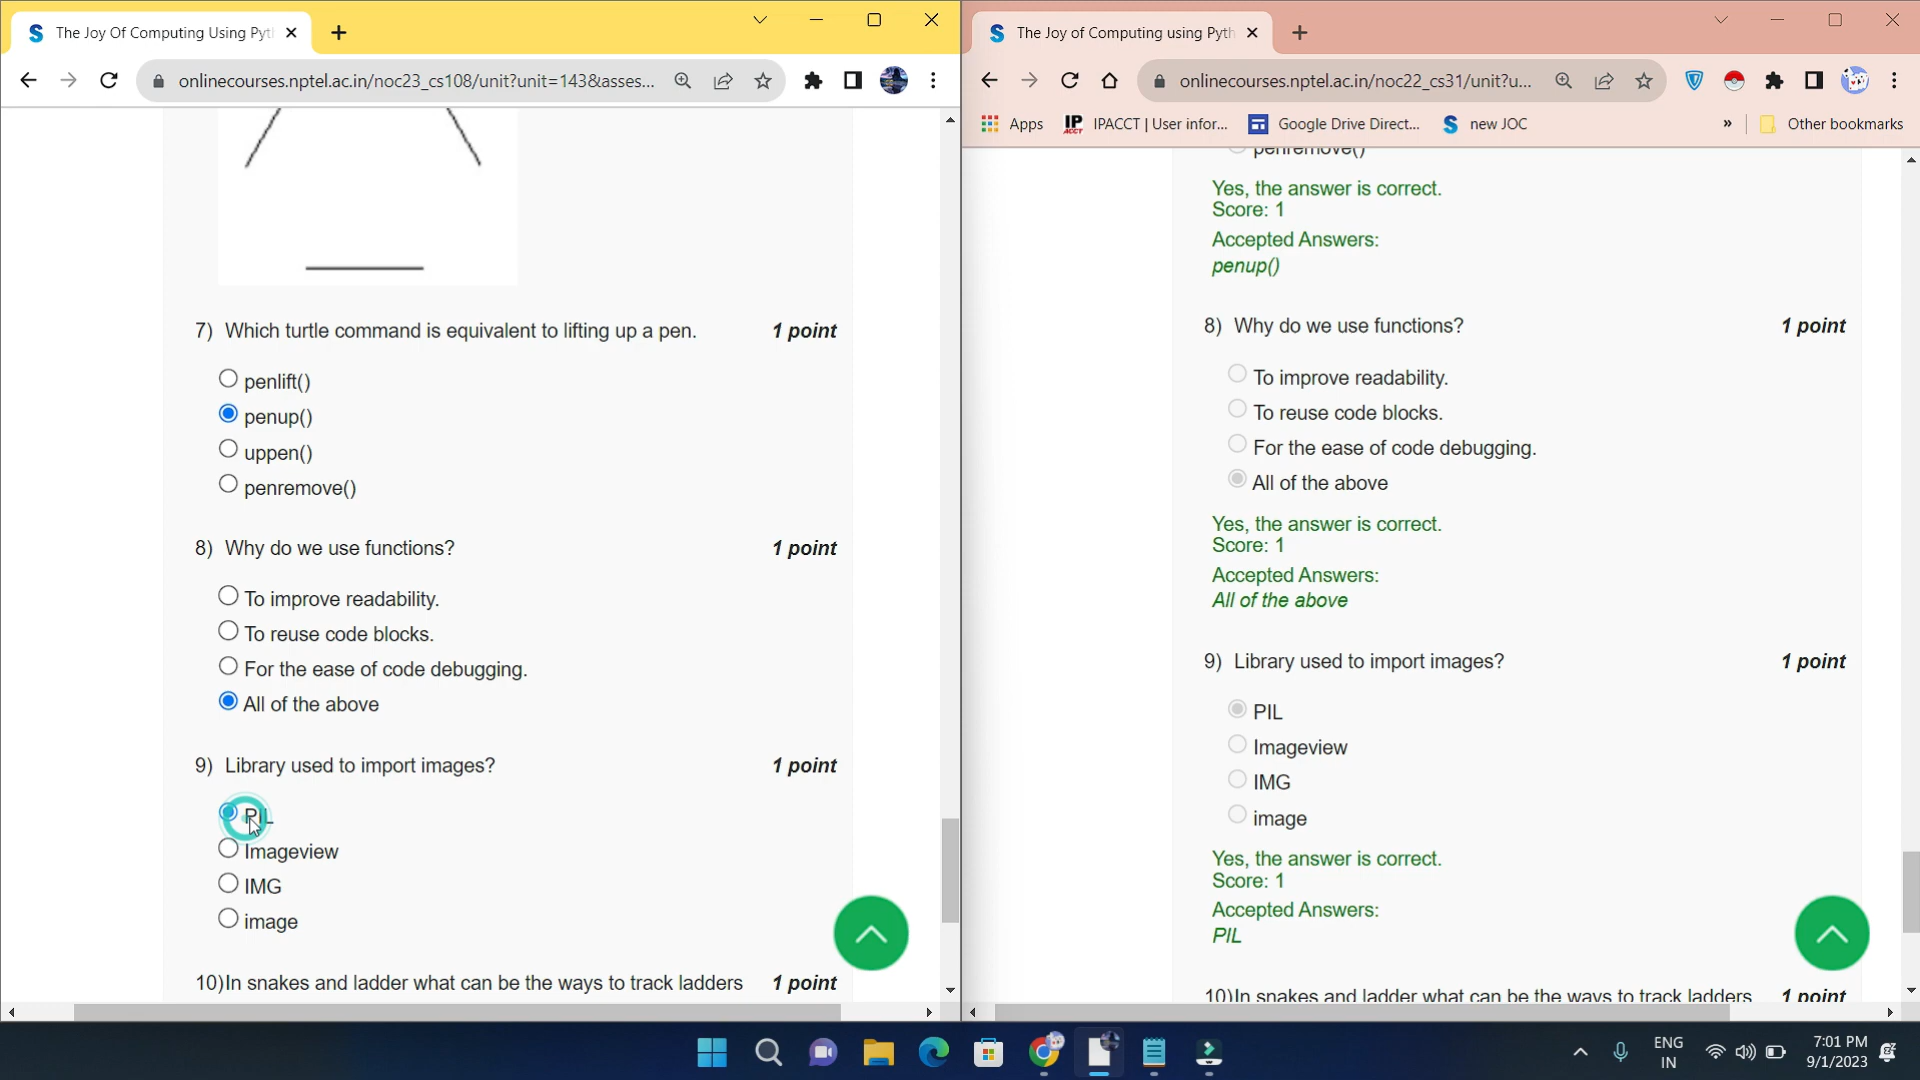 The Joy Of Computing Using Pyth
onlinecourses.nptel.ac.in/noc23_cs108/unit?unit=143&asses...
7) Which turtle command is equivalent to lifting up a pen. 1 point
penlift()
penup()
uppen()
penremove()
8) Why do we use functions? 1 point
To improve readability.
To reuse code blocks.
For the ease of code debugging.
All of the above
9) Library used to import images? 1 point
PIL
Imageview
IMG
image
10)In snakes and ladder what can be the ways to track ladders 1 point
The Joy of Computing using Pyth
onlinecourses.nptel.ac.in/noc22_cs31/unit?u...
Apps IP ACCT IPACCT | User infor... Google Drive Direct... new JOC » Other bookmarks
penremove()
Yes, the answer is correct.
Score: 1
Accepted Answers:
penup()
8) Why do we use functions? 1 point
To improve readability.
To reuse code blocks.
For the ease of code debugging.
All of the above
Yes, the answer is correct.
Score: 1
Accepted Answers:
All of the above
9) Library used to import images? 1 point
PIL
Imageview
IMG
image
Yes, the answer is correct.
Score: 1
Accepted Answers:
PIL
10)In snakes and ladder what can be the ways to track ladders 1 point
ENG
IN
7:01 PM
9/1/2023